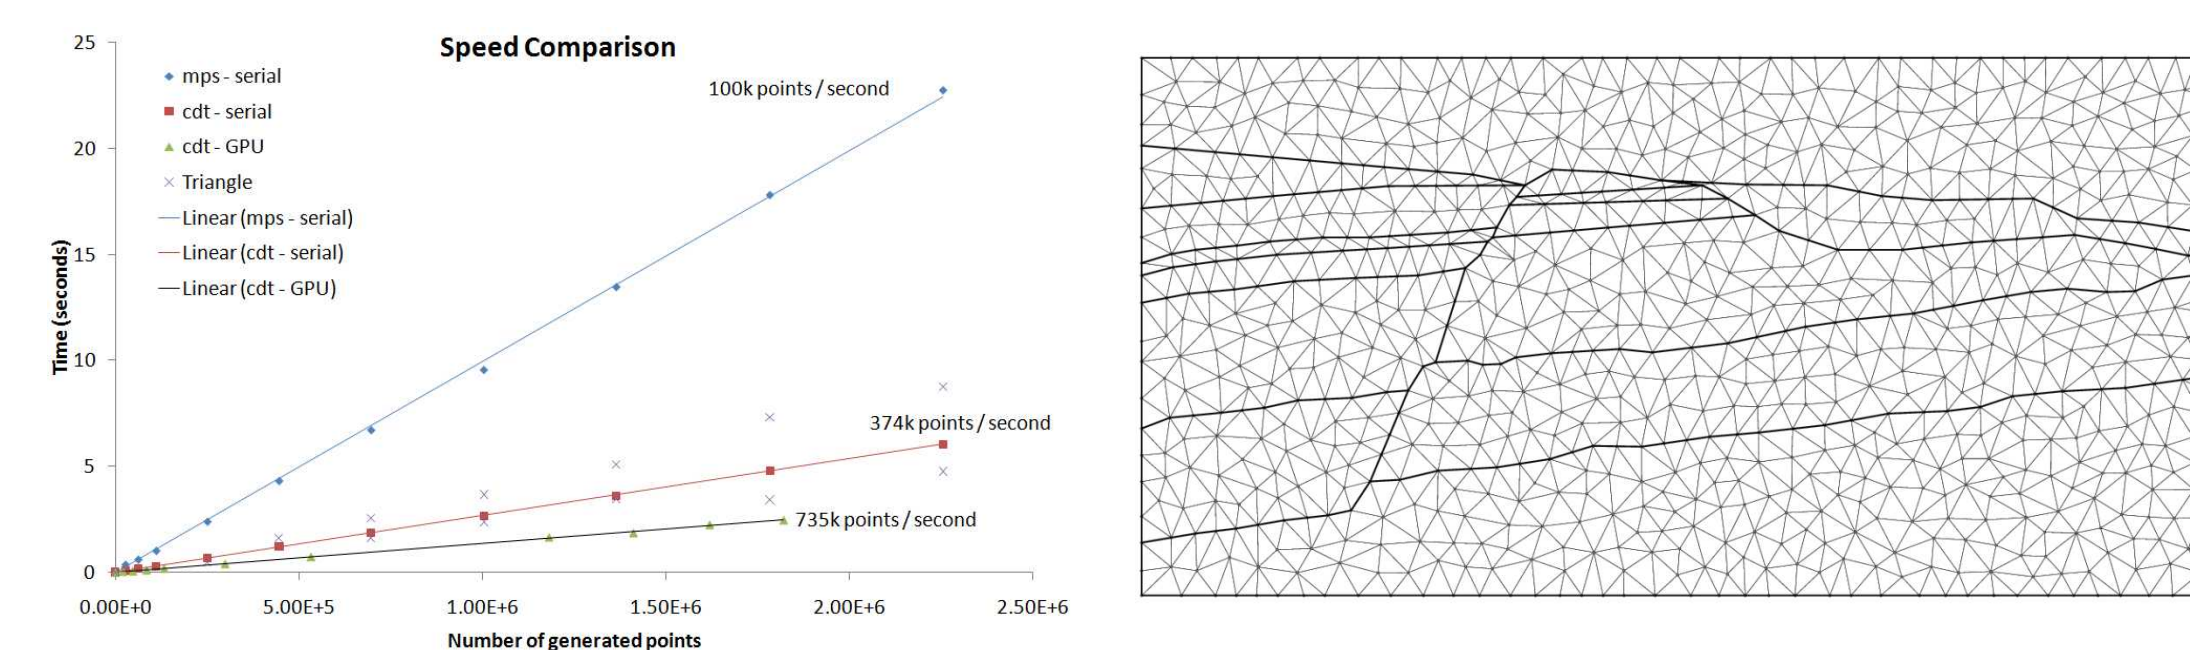 Speed Comparison
25
20
15
10
5
0
Time (seconds)
mps - serial
cdt - serial
cdt - GPU
Triangle
Linear (mps - serial)
Linear (cdt - serial)
Linear (cdt - GPU)
100k points / second
374k points / second
735k points / second
0.00E+0 5.00E+5 1.00E+6 1.50E+6 2.00E+6 2.50E+6
Number of generated points